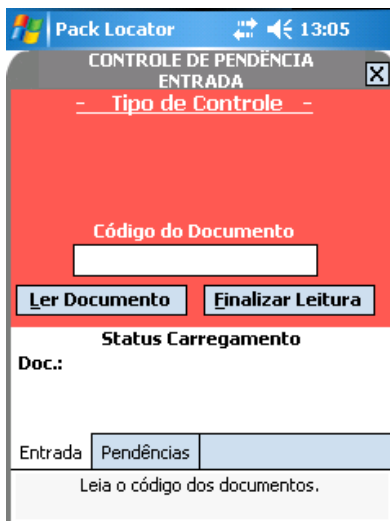 Pack Locator 13:05
CONTROLE DE PENDÊNCIA
ENTRADA
X
- Tipo de Controle -
Código do Documento
Ler Documento Finalizar Leitura
Status Carregamento
Doc.:
Entrada Pendências
Leia o código dos documentos.